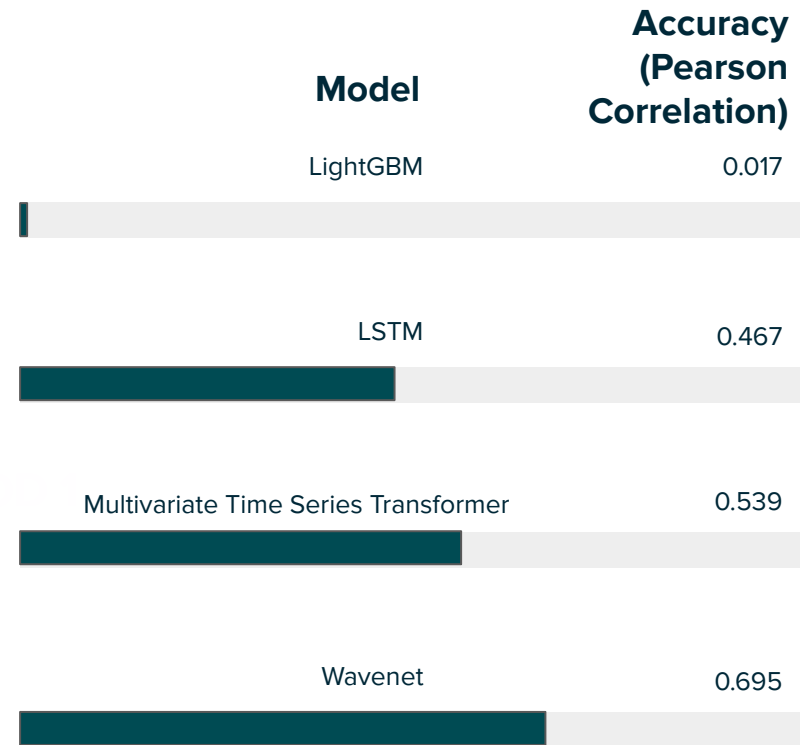 Model
Accuracy
(Pearson
Correlation)
LightGBM 0.017
LSTM 0.467
Multivariate Time Series Transformer 0.539
Wavenet 0.695